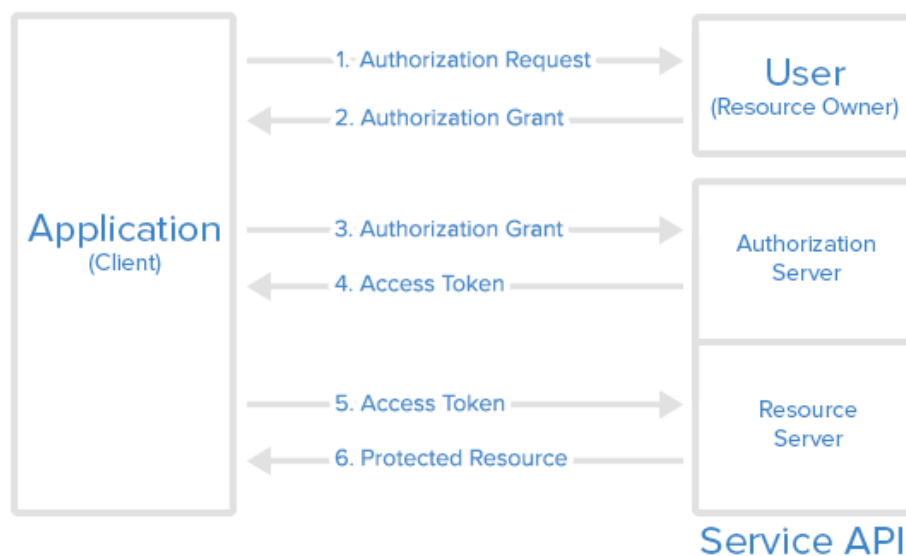 1. Authorization Request
User
(Resource Owner)
2. Authorization Grant
Application
(Client)
3. Authorization Grant
Authorization
Server
4. Access Token
5. Access Token
Resource
Server
6. Protected Resource
Service API